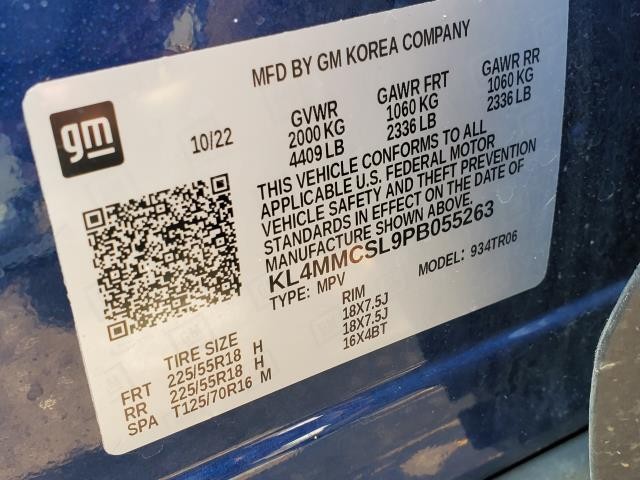 MFD BY GM KOREA COMPANY
gm
10/22
GVWR
2000 KG
4409 LB
GAWR FRT
1060 KG
2336 LB
GAWR RR
1060 KG
2336 LB
THIS VEHICLE CONFORMS TO ALL
APPLICABLE U.S. FEDERAL MOTOR
VEHICLE SAFETY AND THEFT PREVENTION
STANDARDS IN EFFECT ON THE DATE OF
MANUFACTURE SHOWN ABOVE.
KL4MMCSL9PB055263
TYPE: MPV
MODEL: 934TR06
TIRE SIZE
RIM
FRT 225/55R18 H 18X7.5J
RR 225/55R18 H 18X7.5J
SPA T125/70R16 M 16X4BT